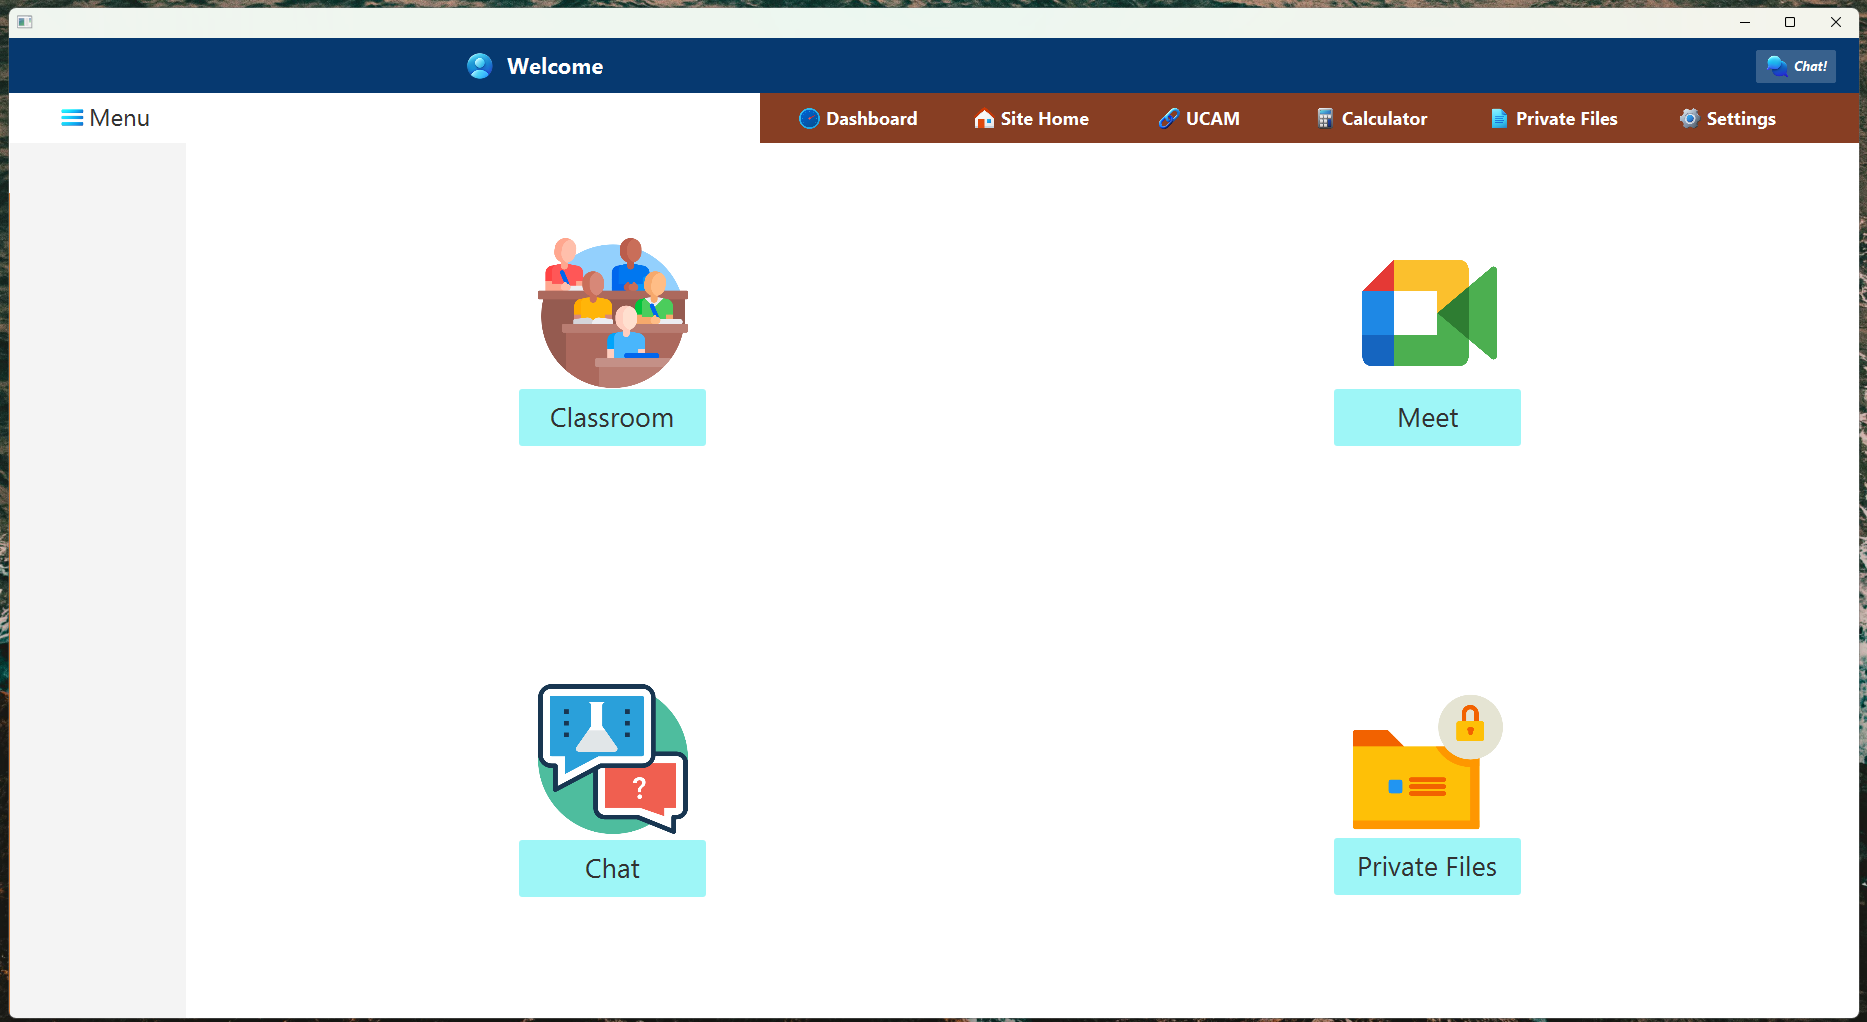 Welcome
Chat!
Menu
Dashboard
Site Home
UCAM
Calculator
Private Files
Settings
Classroom
Meet
?
Chat
Private Files